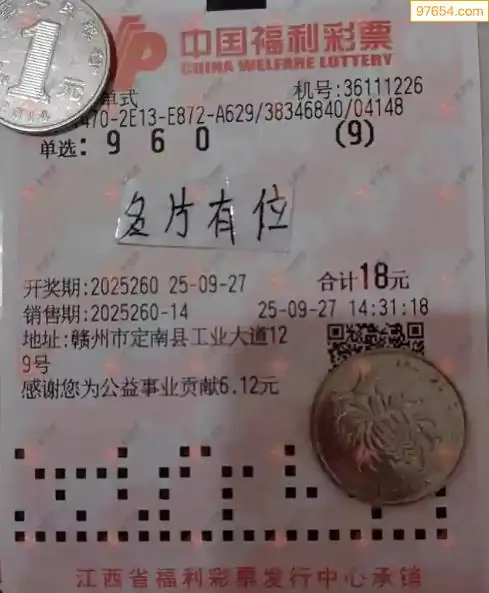 97654.com
1
元
中国福利彩票
CHINA WELFARE LOTTERY
单式 机号:36111226
470-2E13-E872-A629/38346840/04148
单选: 9 6 0 (9)
名片有位
开奖期:2025260 25-09-27 合计18元
销售期:2025260-14 25-09-27 14:31:18
地址:赣州市定南县工业大道12
9号
感谢您为公益事业贡献6.12元
江西省福利彩票发行中心承销